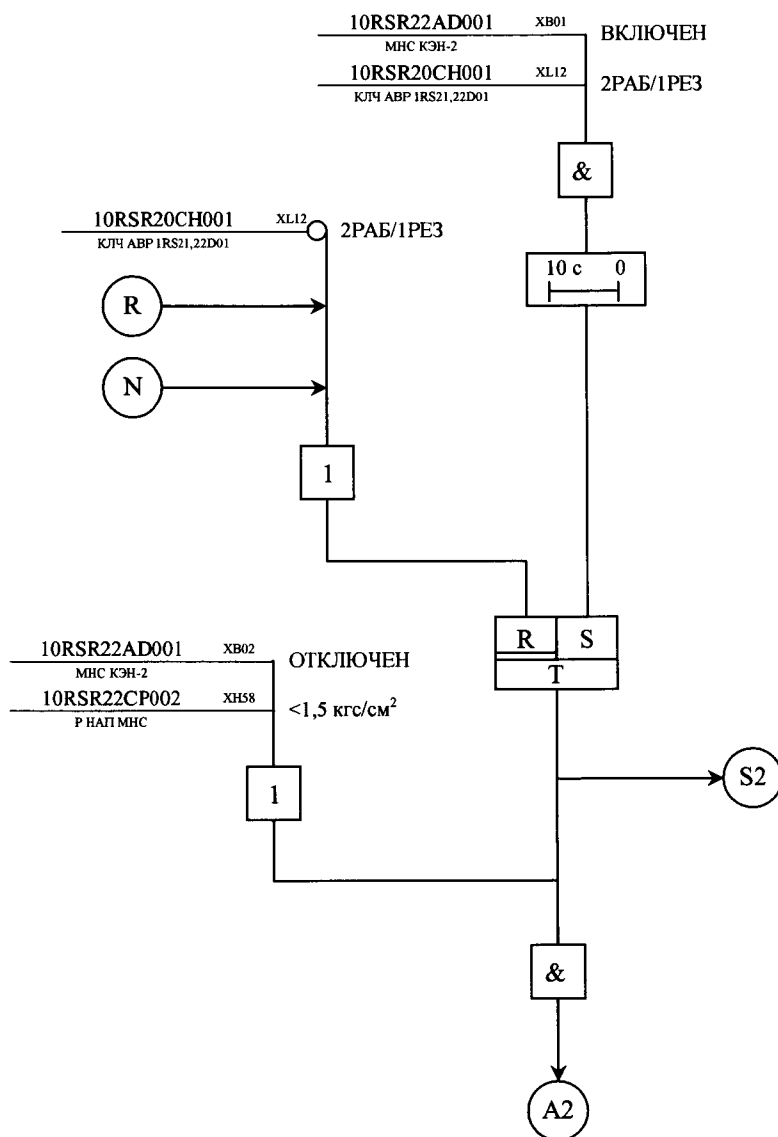 10RSR22AD001 XB01 ВКЛЮЧЕН
МНС КЭН-2
10RSR20CH001 XL12 2РАБ/1РЕЗ
КЛЧ АВР 1RS21,22D01
&
10RSR20CH001 XL12 2РАБ/1РЕЗ
КЛЧ АВР 1RS21,22D01
10 с 0
R
N
1
R S
T
10RSR22AD001 XB02 ОТКЛЮЧЕН
МНС КЭН-2
10RSR22CP002 XH58 <1,5 кгс/см²
Р НАП МНС
S2
1
&
A2